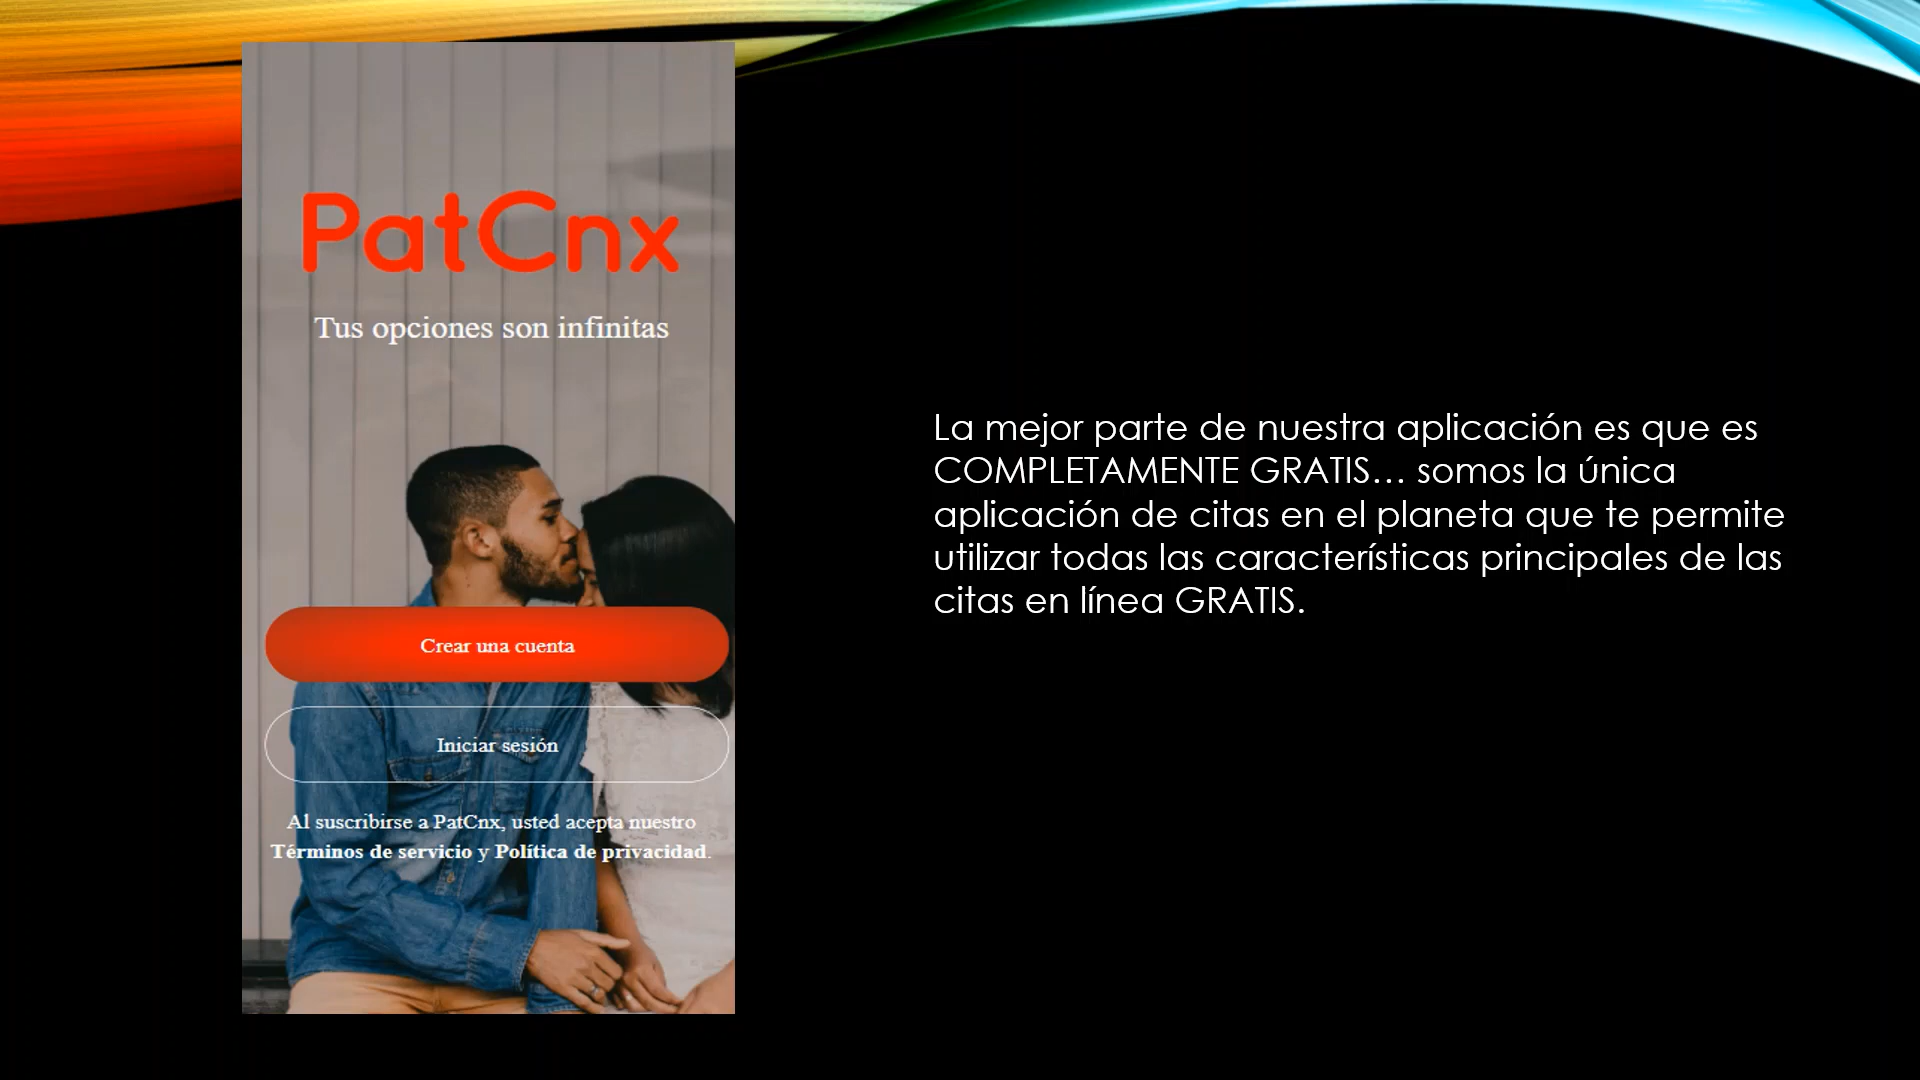 PatCnx
Tus opciones son infinitas
Crear una cuenta
Iniciar sesión
Al suscribirse a PatCnx, usted acepta nuestro
Términos de servicio y Política de privacidad.
La mejor parte de nuestra aplicación es que es
COMPLETAMENTE GRATIS… somos la única
aplicación de citas en el planeta que te permite
utilizar todas las características principales de las
citas en línea GRATIS.